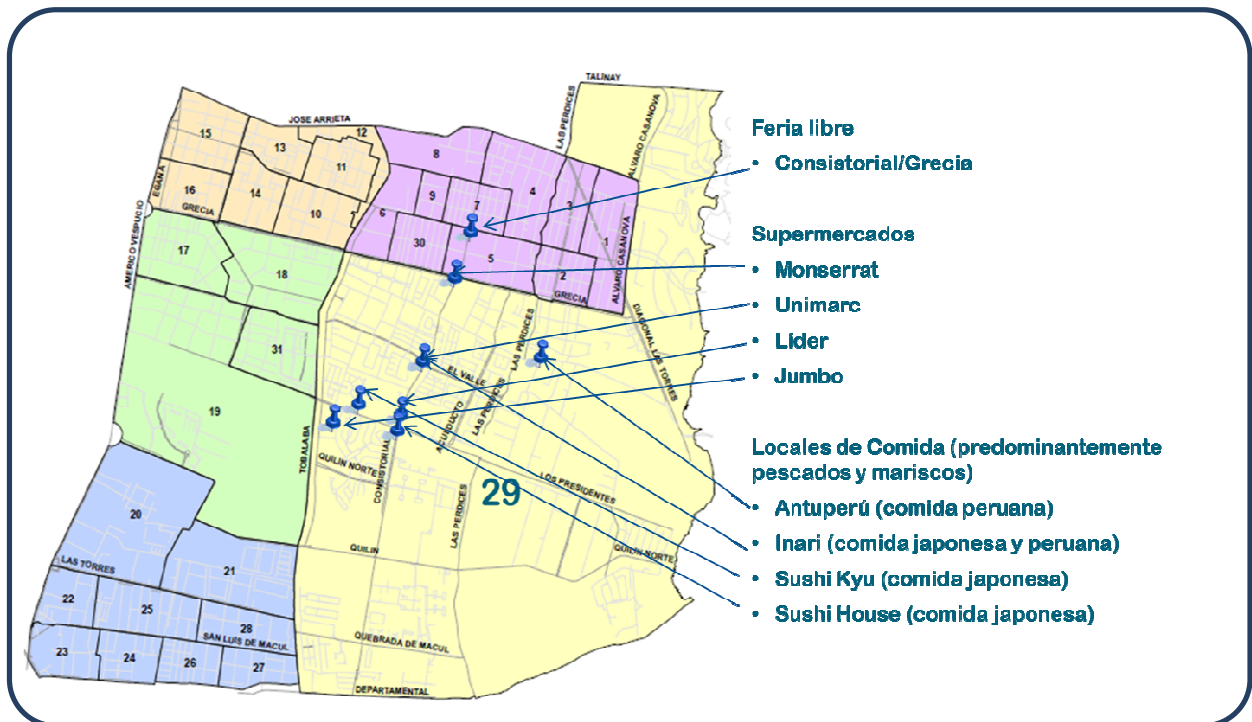 TALINAY
JOSE ARRIETA
LAS PERDICES
ALVARO CASANOVA
15
13
12
11
8
16
14
10
EGAÑA
GRECIA
9
7
4
3
1
6
30
5
2
GRECIA
ALVARO CASANOVA
AMERICO VESPUCIO
17
18
31
19
TOBALABA
EL VALLE
LAS PERDICES
LAS PERDICES
ACUEDUCTO
DIAGONAL LAS TORRES
QUILIN NORTE
CONSISTORIAL
29
LOS PRESIDENTES
LAS PERDICES
QUILIN
QUILIN NORTE
20
LAS TORRES
21
22
25
28
SAN LUIS DE MACUL
23
24
26
27
QUEBRADA DE MACUL
DEPARTAMENTAL
Feria libre
• Consistorial/Grecia
Supermercados
• Monserrat
• Unimarc
• Líder
• Jumbo
Locales de Comida (predominantemente
pescados y mariscos)
• Antuperú (comida peruana)
• Inari (comida japonesa y peruana)
• Sushi Kyu (comida japonesa)
• Sushi House (comida japonesa)